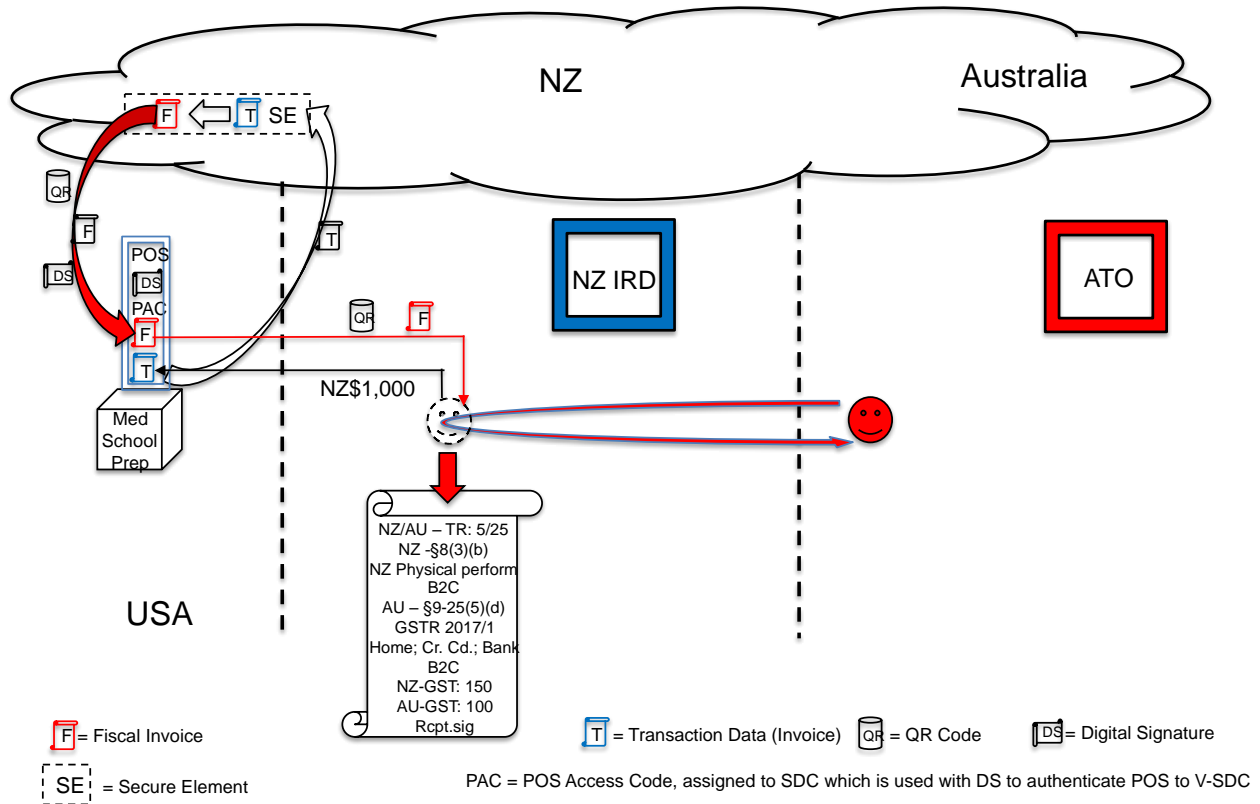 NZ
Australia
F
T
SE
QR
F
T
DS
POS
DS
PAC
F
T
NZ IRD
ATO
QR
F
NZ$1,000
Med
School
Prep
NZ/AU – TR: 5/25
NZ -§8(3)(b)
NZ Physical perform
B2C
AU – §9-25(5)(d)
GSTR 2017/1
Home; Cr. Cd.; Bank
B2C
NZ-GST: 150
AU-GST: 100
Rcpt.sig
USA
F = Fiscal Invoice
T = Transaction Data (Invoice)
QR = QR Code
DS = Digital Signature
SE = Secure Element
PAC = POS Access Code, assigned to SDC which is used with DS to authenticate POS to V-SDC